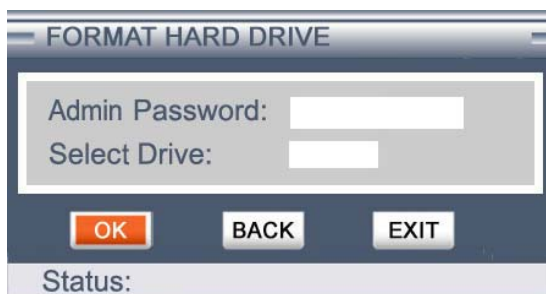 FORMAT HARD DRIVE
Admin Password:
Select Drive:
OK BACK EXIT
Status: